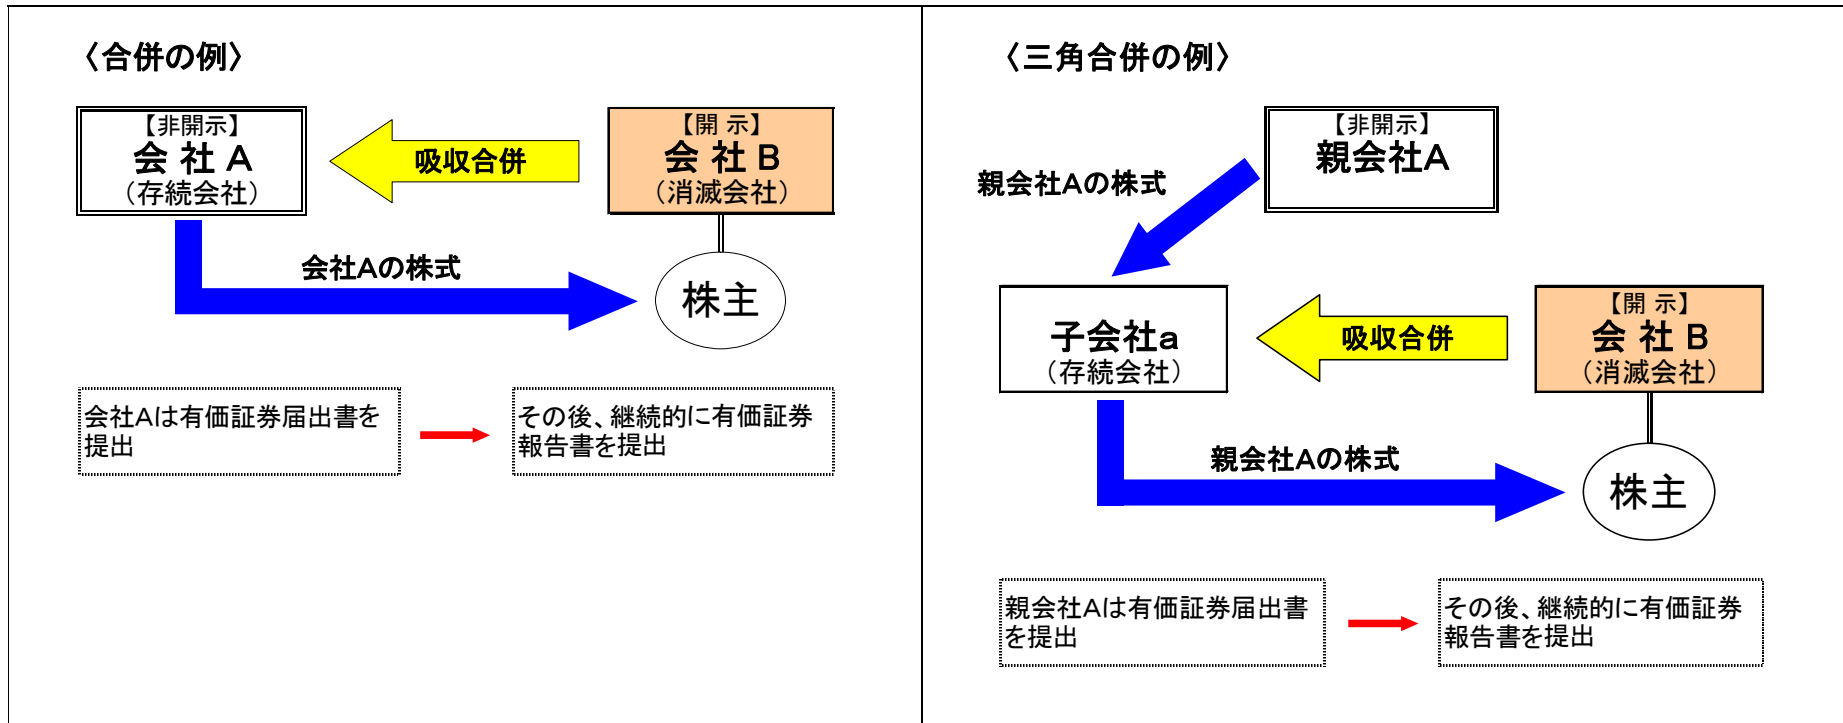 〈合併の例〉
【非開示】
会 社 A
（存続会社）
吸収合併
【開 示】
会 社 B
（消滅会社）
会社Aの株式
株主
会社Aは有価証券届出書を
提出
その後、継続的に有価証券
報告書を提出
〈三角合併の例〉
【非開示】
親会社A
親会社Aの株式
子会社a
（存続会社）
吸収合併
【開 示】
会 社 B
（消滅会社）
親会社Aの株式
株主
親会社Aは有価証券届出書
を提出
その後、継続的に有価証券
報告書を提出